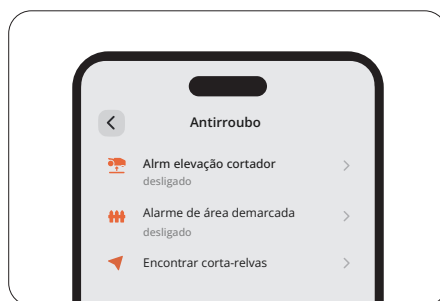 Antirroubo
Alrm elevação cortador
desligado
Alarme de área demarcada
desligado
Encontrar corta-relvas